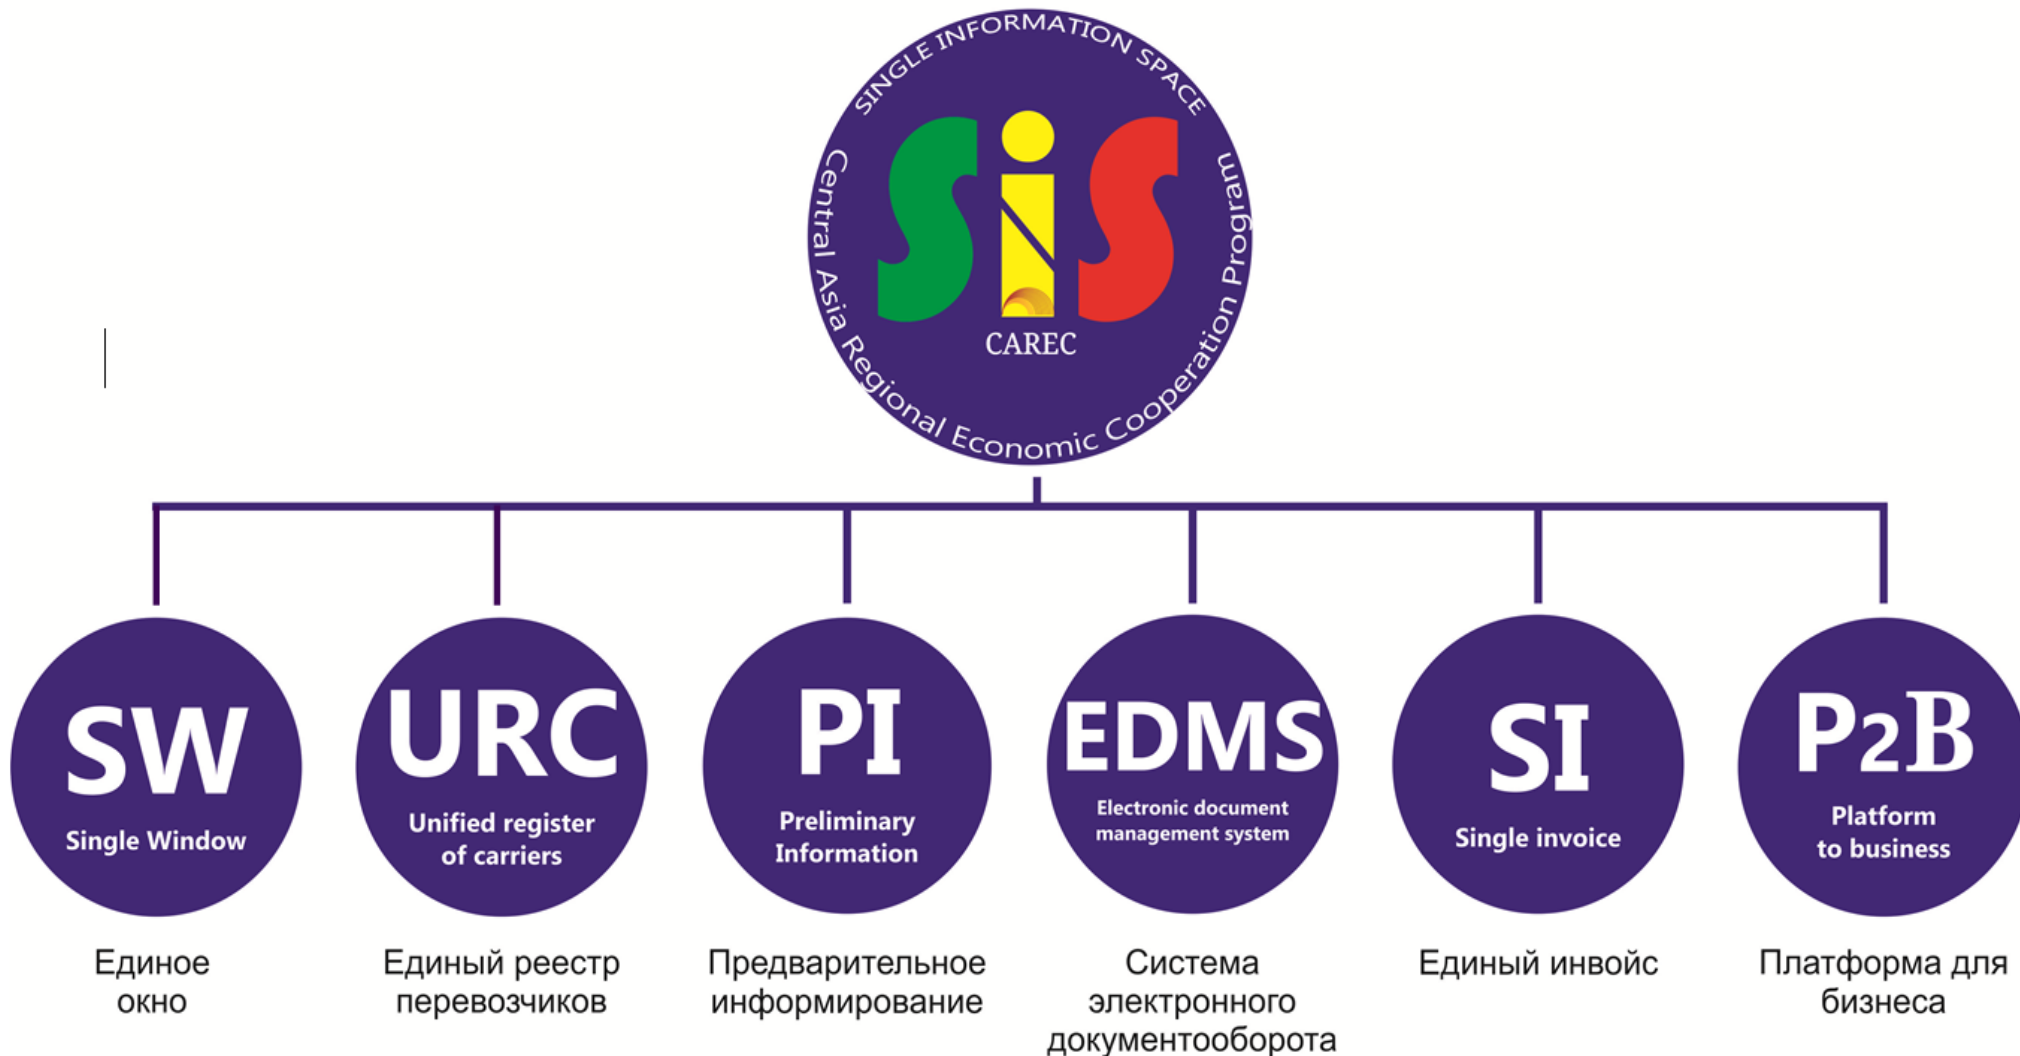 SINGLE INFORMATION SPACE
SiS
CAREC
Central Asia Regional Economic Cooperation Program
SW
Single Window
URC
Unified register
of carriers
PI
Preliminary
Information
EDMS
Electronic document
management system
SI
Single invoice
P2B
Platform
to business
Единое
окно
Единый реестр
перевозчиков
Предварительное
информирование
Система
электронного
документооборота
Единый инвойс
Платформа для
бизнеса